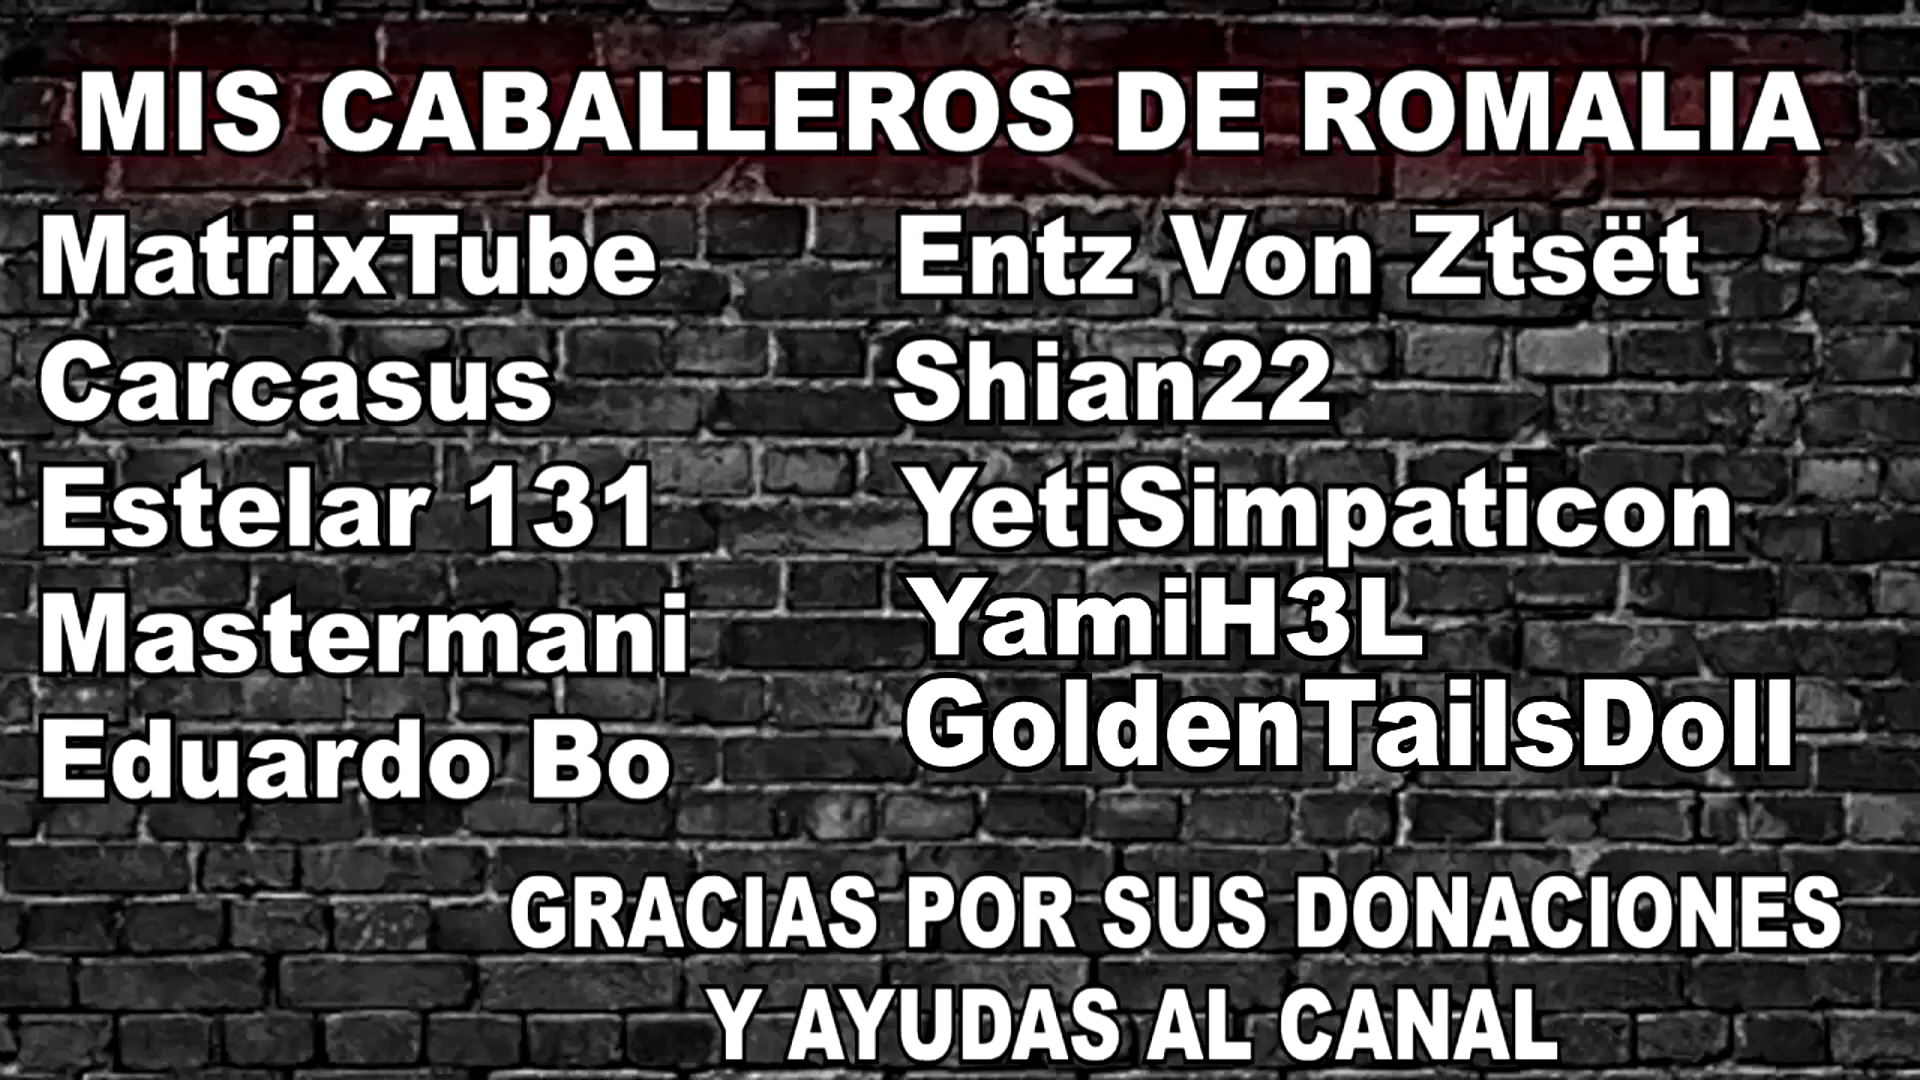 MIS CABALLEROS DE ROMALIA
MatrixTube
Carcasus
Estelar 131
Mastermani
Eduardo Bo
Entz Von Ztsët
Shian22
YetiSimpaticon
YamiH3L
GoldenTailsDoll
GRACIAS POR SUS DONACIONES
Y AYUDAS AL CANAL